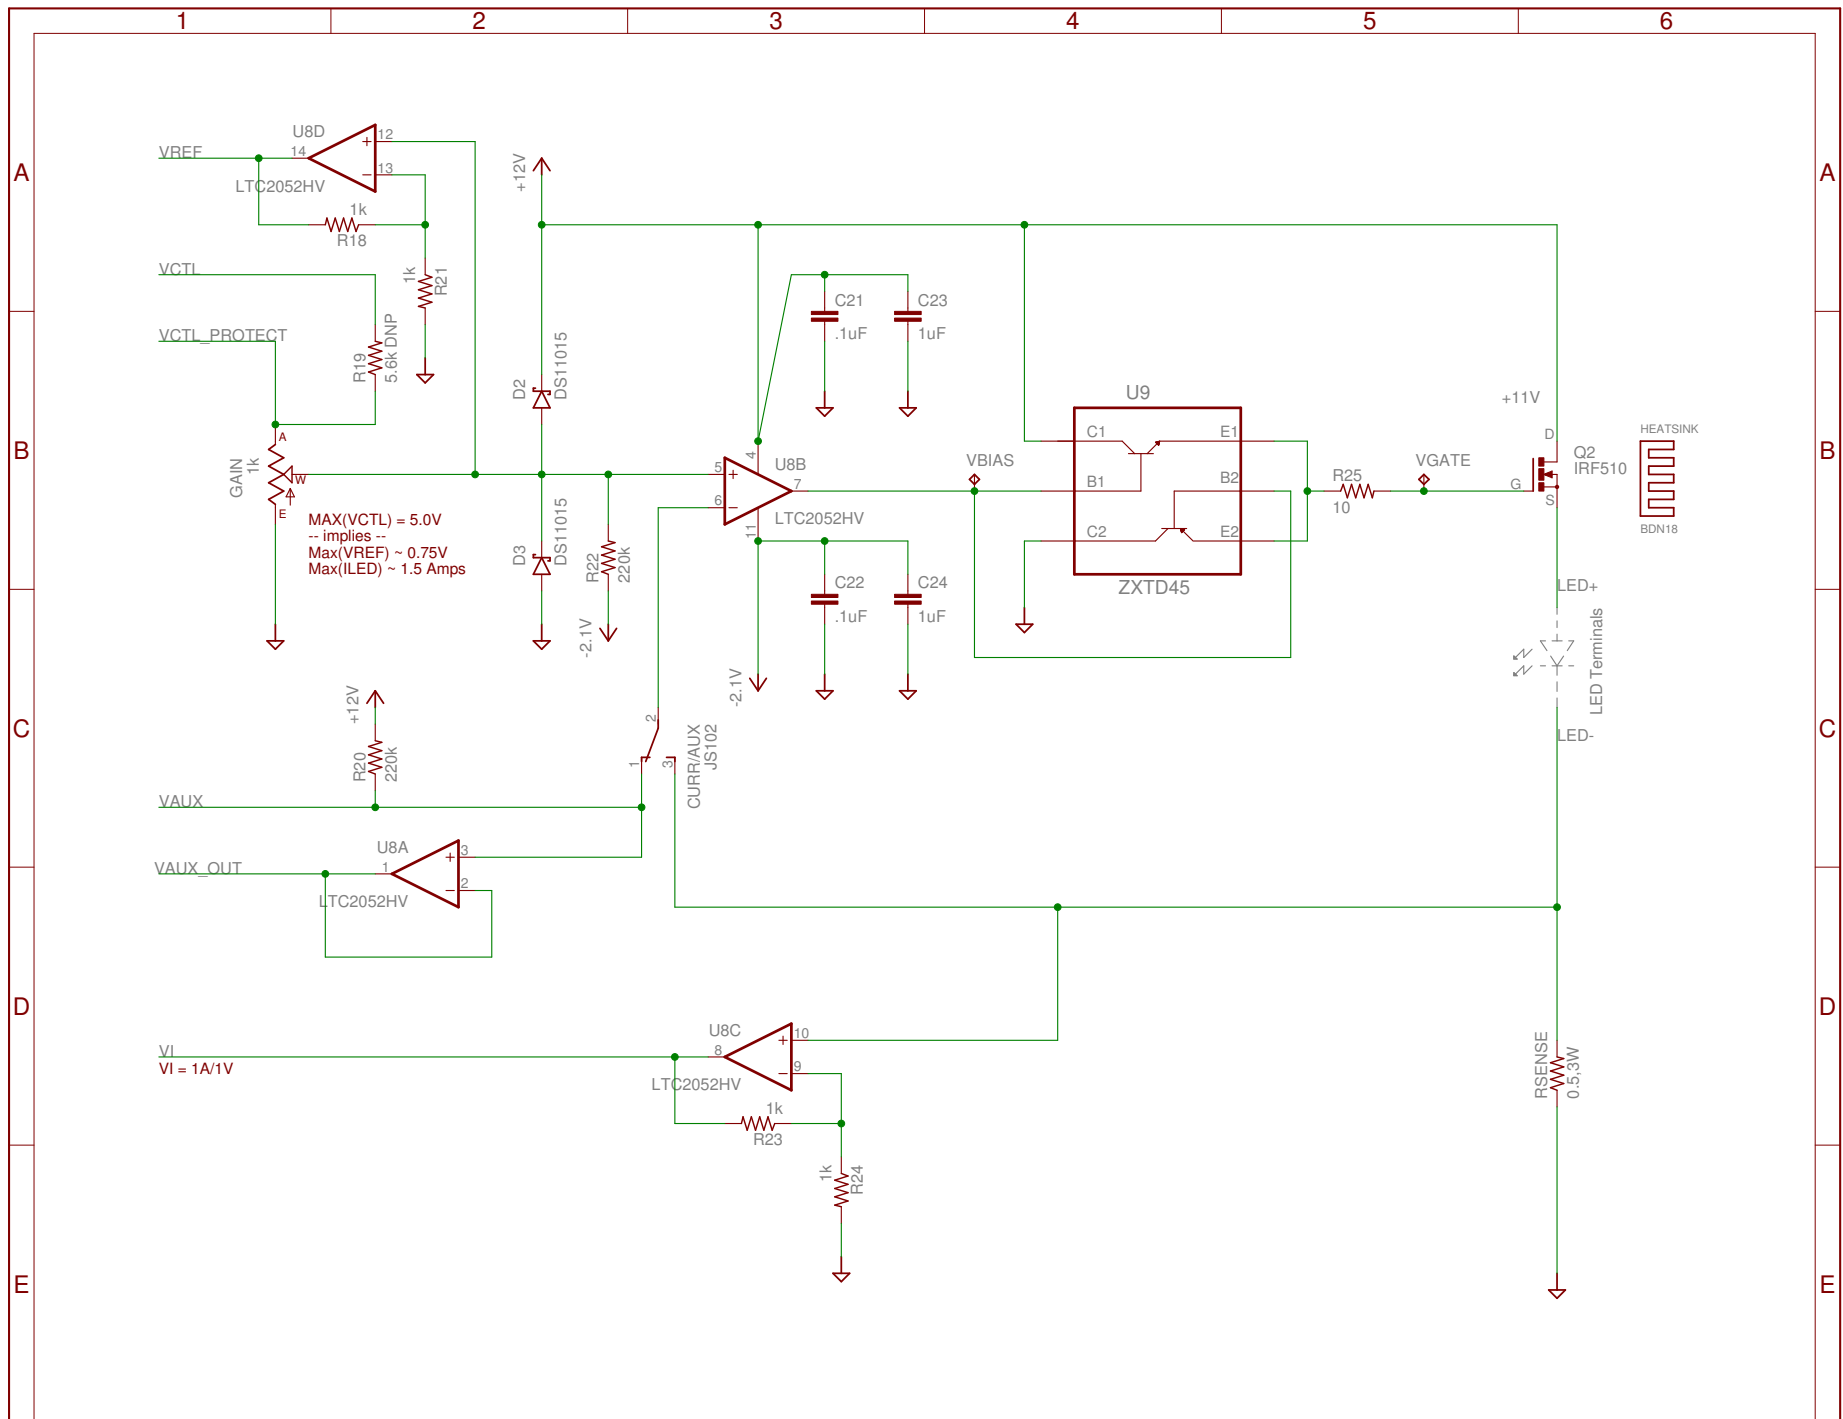 1 2 3 4 5 6
A A
B B
C C
D D
E E
VREF
U8D
14
12
13
+
−
LTC2052HV
1k
R18
1k
R21
VCTL
VCTL_PROTECT
R19
5.6k DNP
GAIN
1k
A
W
E
MAX(VCTL) = 5.0V
-- implies --
Max(VREF) ~ 0.75V
Max(ILED) ~ 1.5 Amps
+12V
D2
DS11015
D3
DS11015
R22
220k
-2.1V
C21
.1uF
C23
1uF
4
5
6
+
−
7
11
U8B
LTC2052HV
C22
.1uF
C24
1uF
-2.1V
VBIAS
U9
C1
B1
C2
E1
B2
E2
ZXTD45
R25
10
VGATE
+11V
D
G
S
Q2
IRF510
HEATSINK
BDN18
LED+
LED Terminals
LED-
+12V
R20
220k
2
1
3
CURR/AUX
JS102
VAUX
U8A
3
2
1
+
−
VAUX_OUT
LTC2052HV
VI
VI = 1A/1V
U8C
8
10
9
+
−
LTC2052HV
1k
R23
1k
R24
RSENSE
0.5,3W